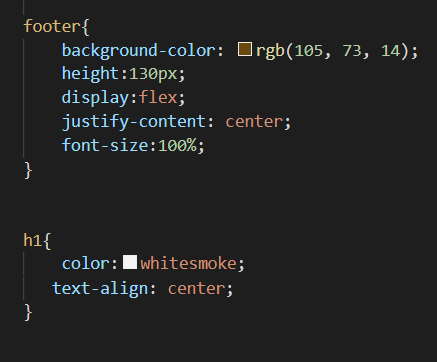 footer{
    background-color: rgb(105, 73, 14);
    height:130px;
    display:flex;
    justify-content: center;
    font-size:100%;
}
h1{
    color:whitesmoke;
   text-align: center;
}